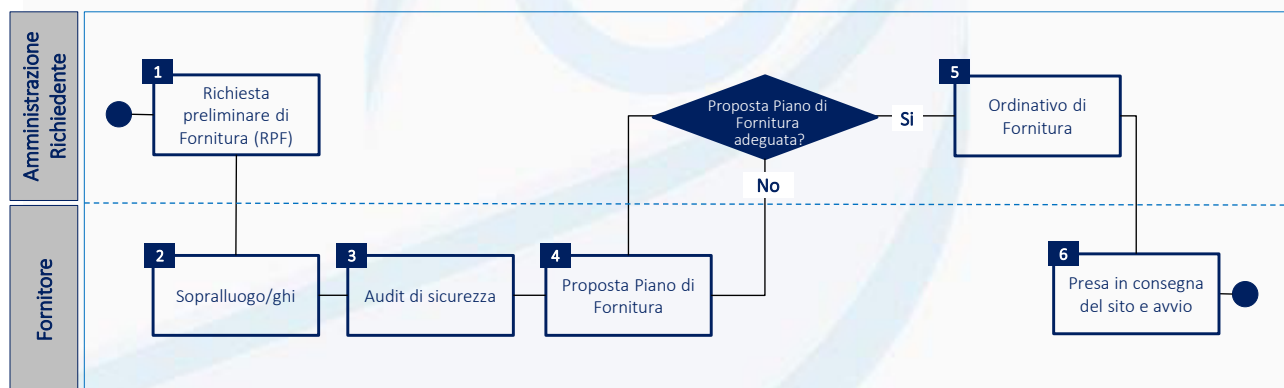 Amministrazione
Richiedente
1
Richiesta
preliminare di
Fornitura (RPF)
Proposta Piano di
Fornitura
adeguata?
Si
No
5
Ordinativo di
Fornitura
Fornitore
2
Sopralluogo/ghi
3
Audit di sicurezza
4
Proposta Piano di
Fornitura
6
Presa in consegna
del sito e avvio